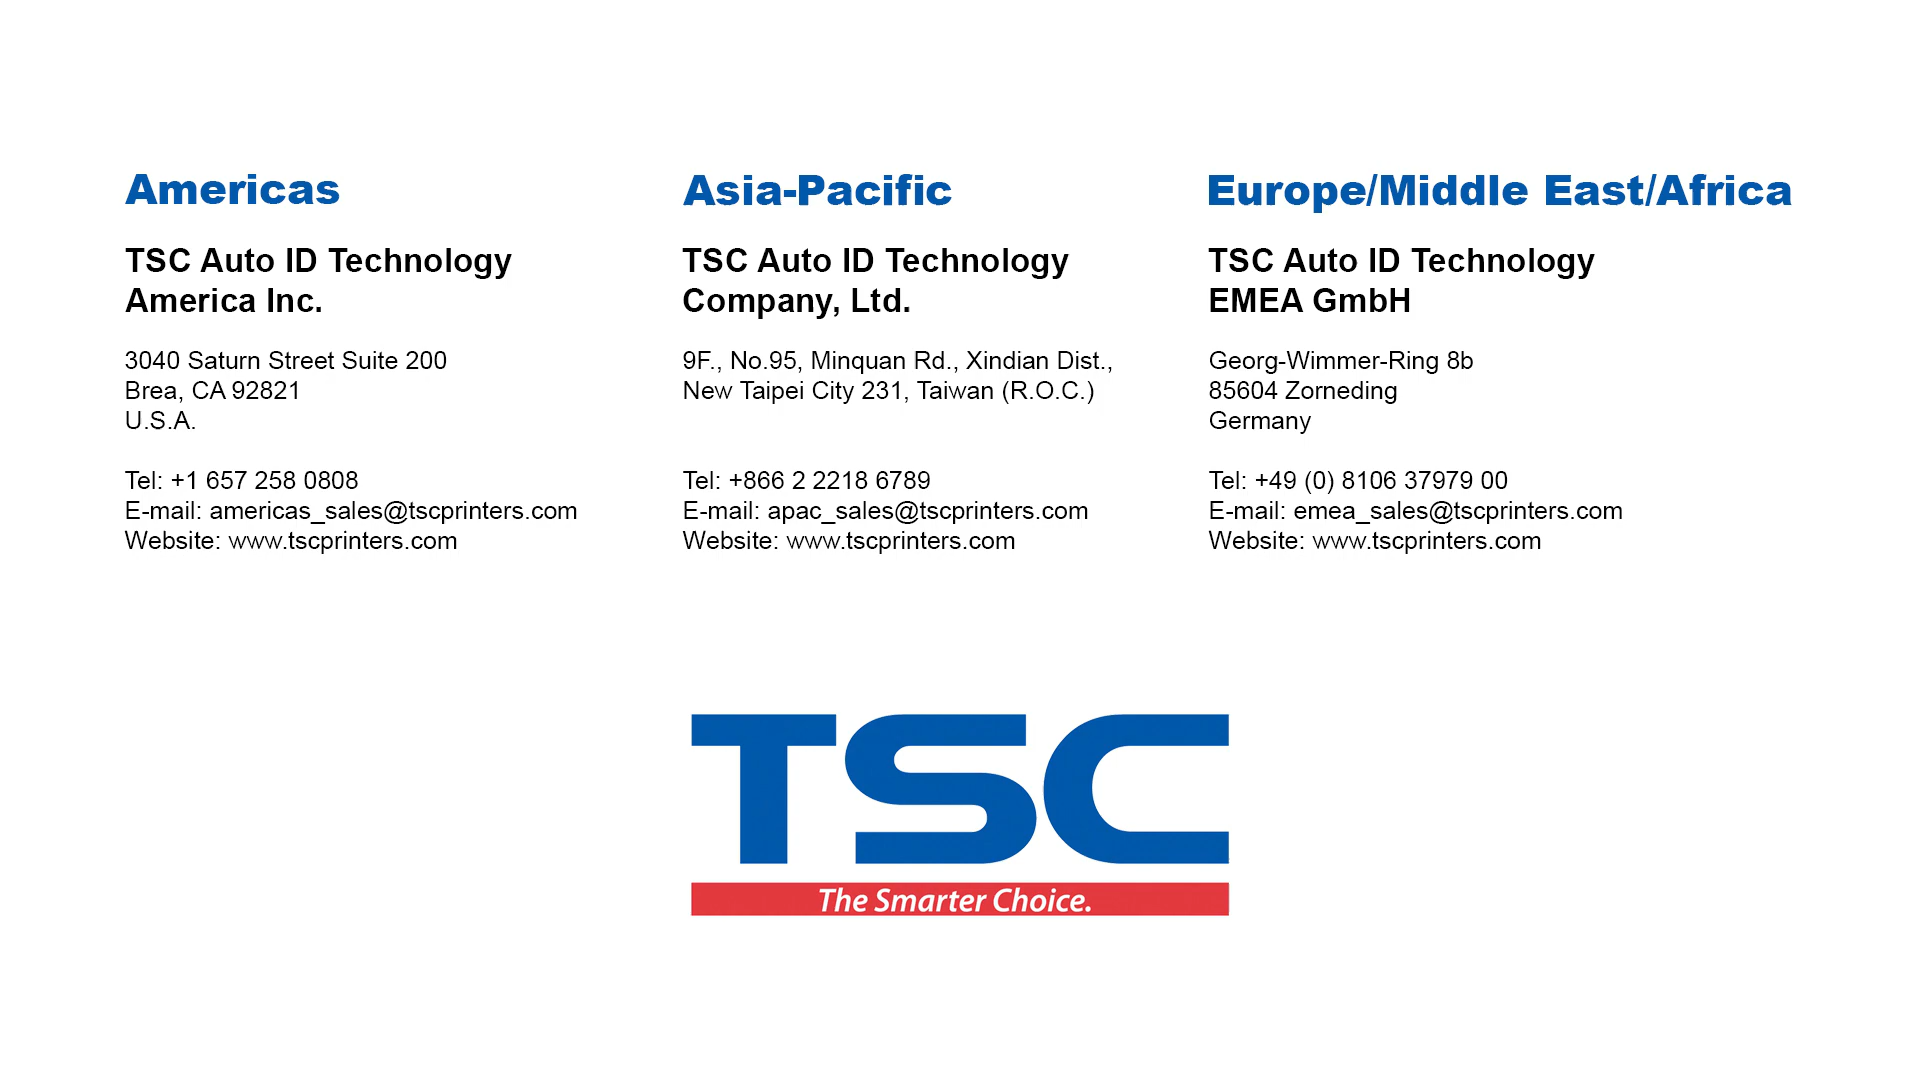 Americas
TSC Auto ID Technology
America Inc.
3040 Saturn Street Suite 200
Brea, CA 92821
U.S.A.
Tel: +1 657 258 0808
E-mail: americas_sales@tscprinters.com
Website: www.tscprinters.com
Asia-Pacific
TSC Auto ID Technology
Company, Ltd.
9F., No.95, Minquan Rd., Xindian Dist.,
New Taipei City 231, Taiwan (R.O.C.)
Tel: +866 2 2218 6789
E-mail: apac_sales@tscprinters.com
Website: www.tscprinters.com
Europe/Middle East/Africa
TSC Auto ID Technology
EMEA GmbH
Georg-Wimmer-Ring 8b
85604 Zorneding
Germany
Tel: +49 (0) 8106 37979 00
E-mail: emea_sales@tscprinters.com
Website: www.tscprinters.com
TSC
The Smarter Choice.